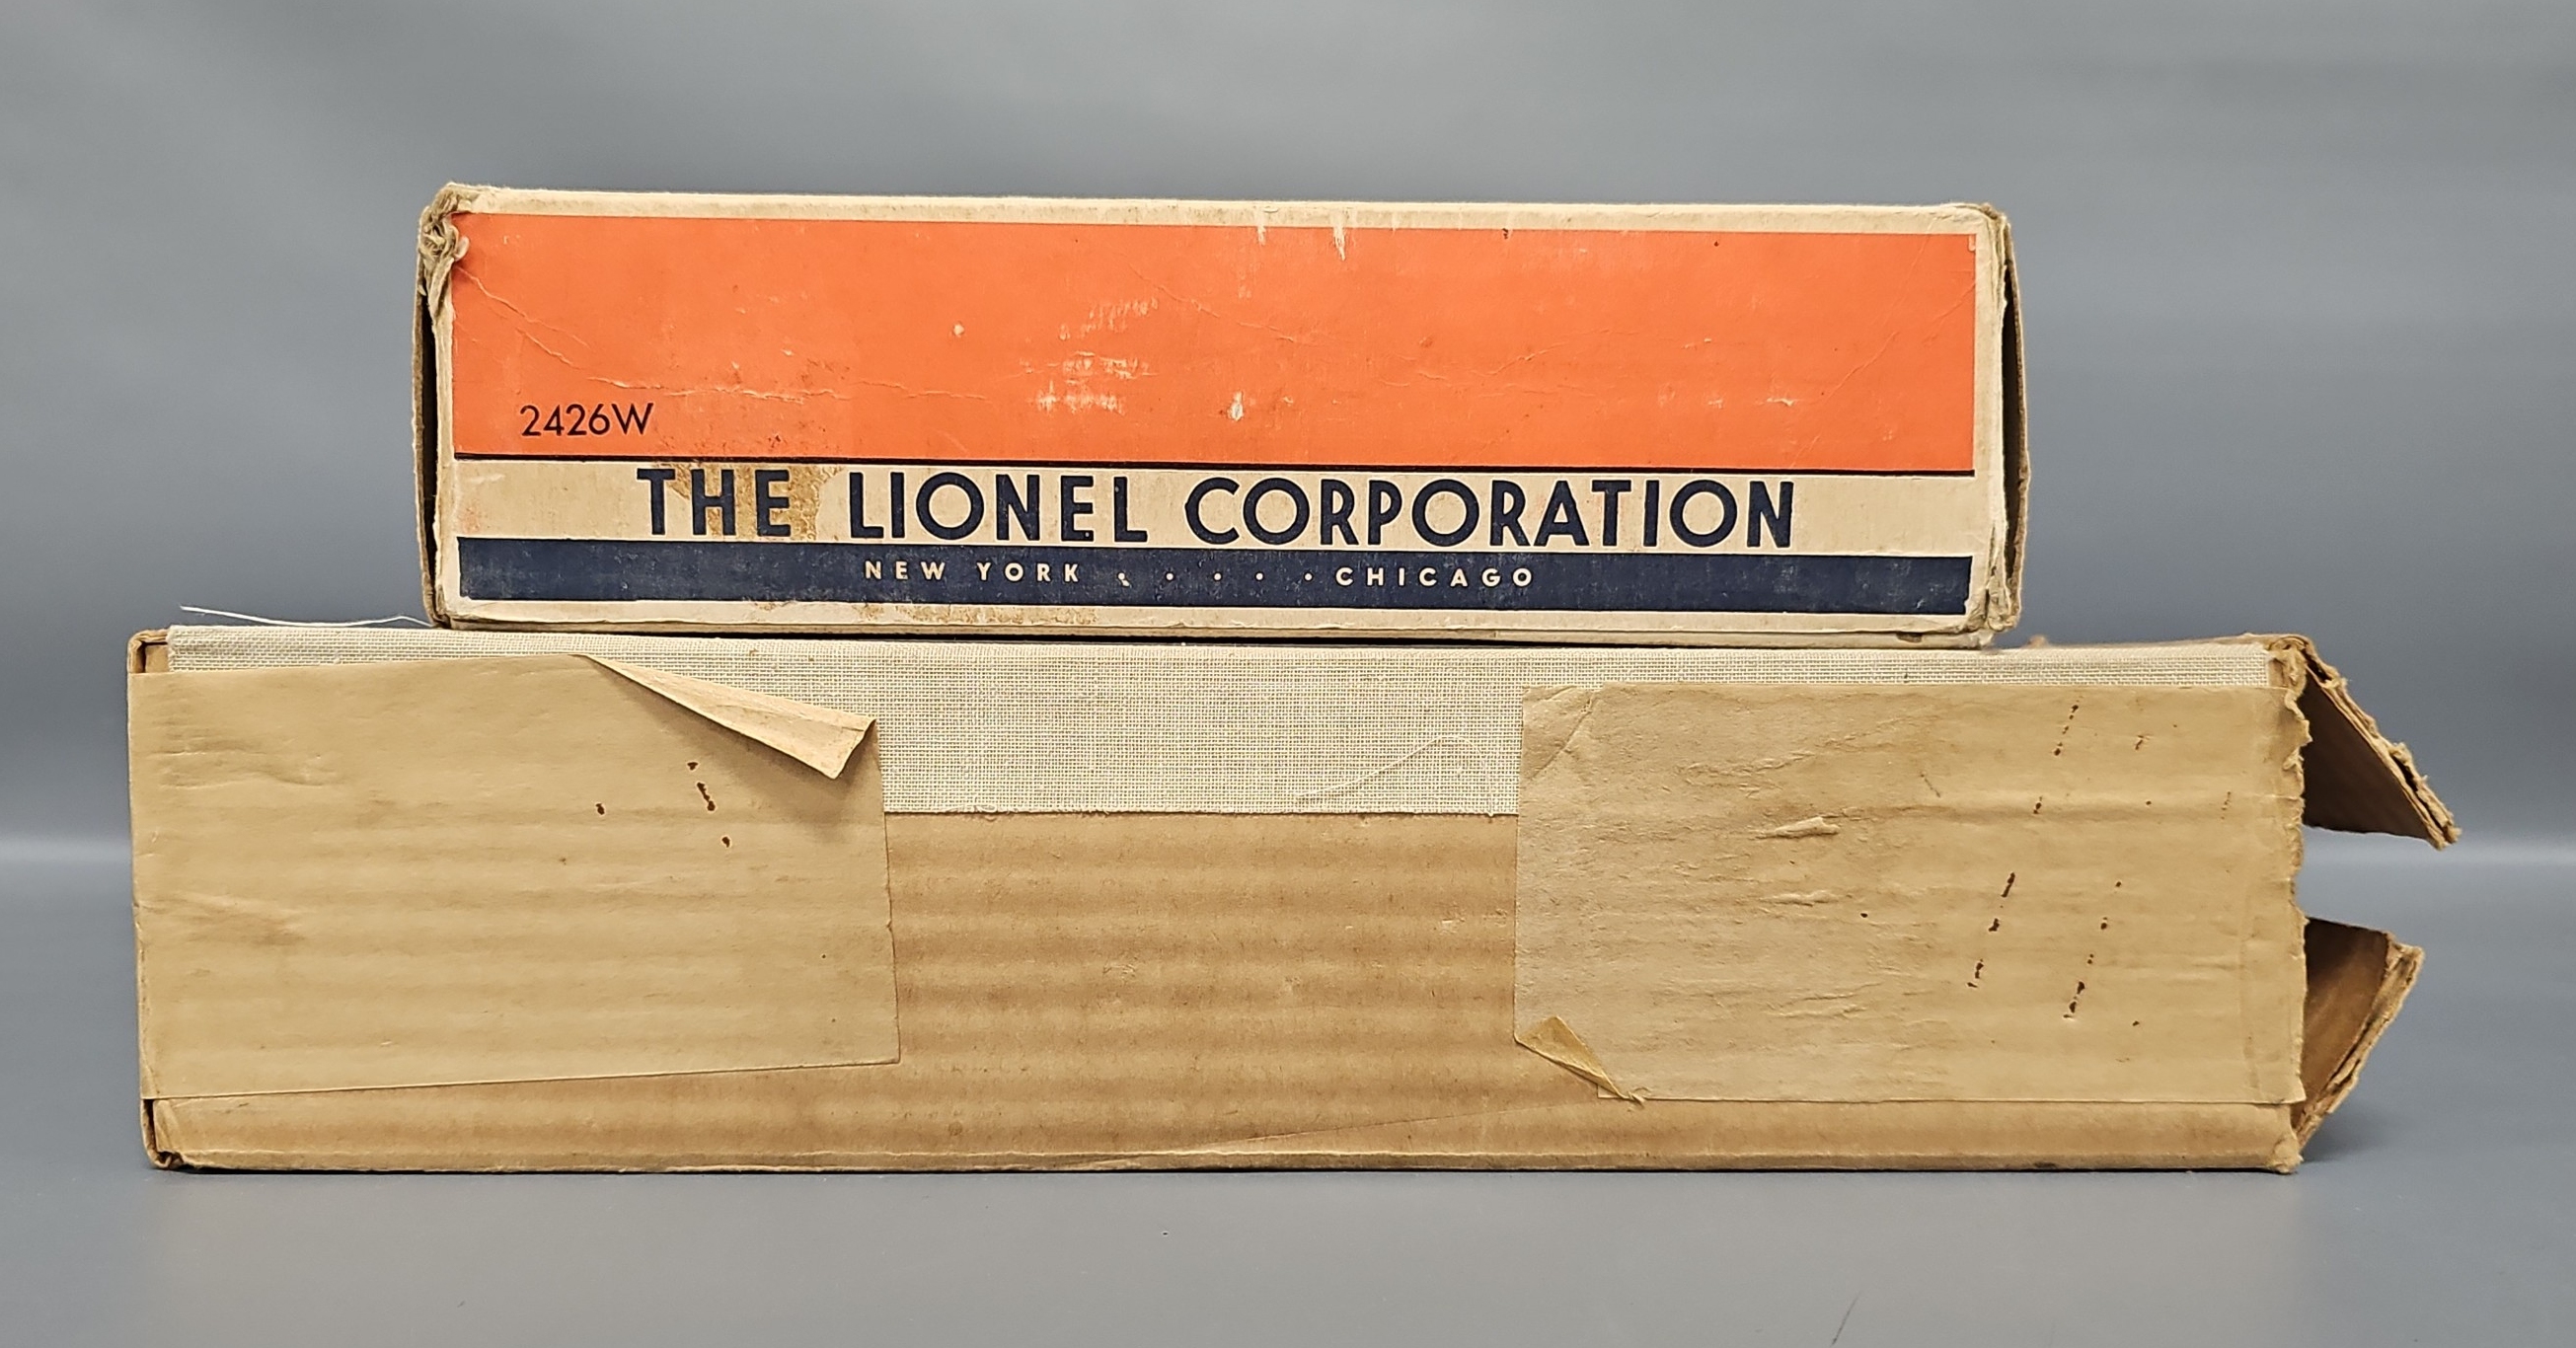 2426W
THE LIONEL CORPORATION
NEW YORK . . . . . CHICAGO